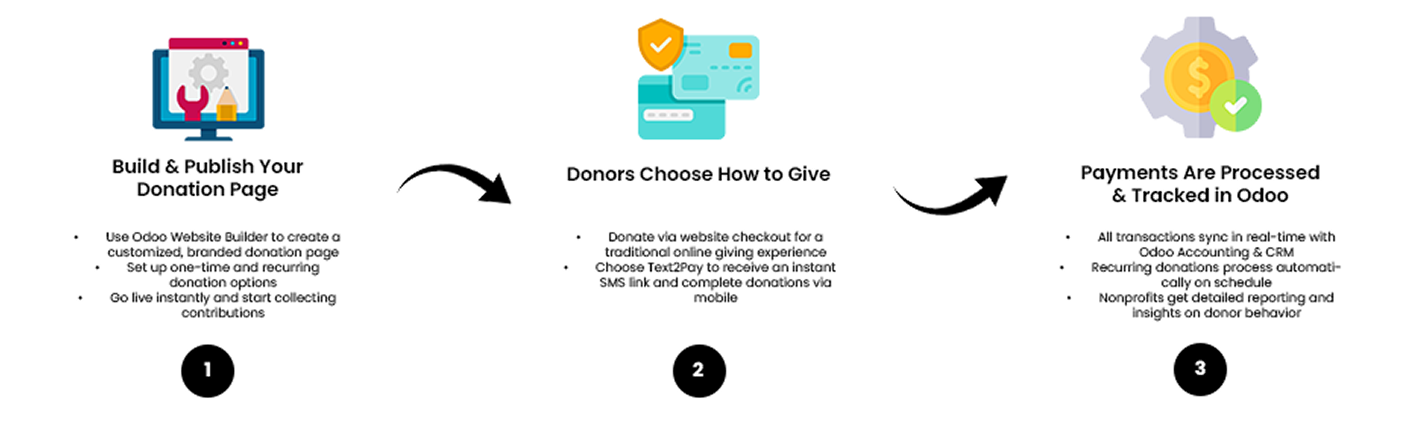 Build & Publish Your
Donation Page
• Use Odoo Website Builder to create a
customized, branded donation page
• Set up one-time and recurring
donation options
• Go live instantly and start collecting
contributions
1
Donors Choose How to Give
• Donate via website checkout for a
traditional online giving experience
• Choose Text2Pay to receive an instant
SMS link and complete donations via
mobile
2
Payments Are Processed
& Tracked in Odoo
• All transactions sync in real-time with
Odoo Accounting & CRM
• Recurring donations process automati-
cally on schedule
• Nonprofits get detailed reporting and
insights on donor behavior
3